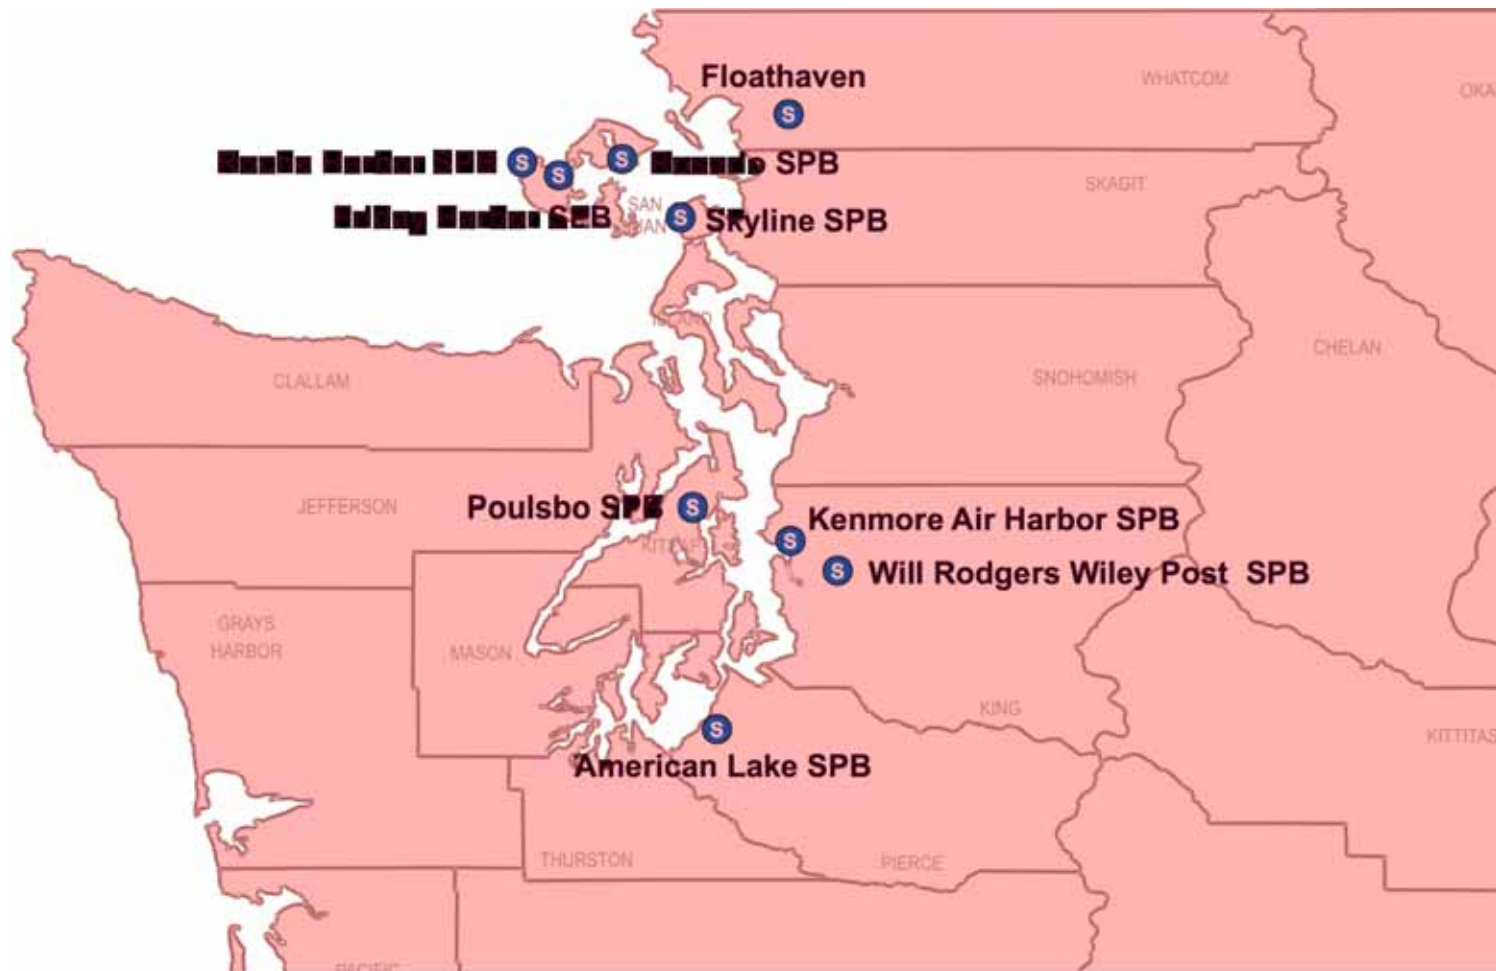 Floathaven
WHATCOM
OKA
S
S
S
S
SPB
SKAGIT
SAN
S
Skyline SPB
CHELAN
CLALLAM
SNOHOMISH
JEFFERSON
Poulsbo
S
Kenmore Air Harbor SPB
S
S
Will Rodgers Wiley Post SPB
GRAYS
HARBOR
MASON
KING
S
KITTITAS
American Lake SPB
THURSTON
PIERCE
PACIFIC